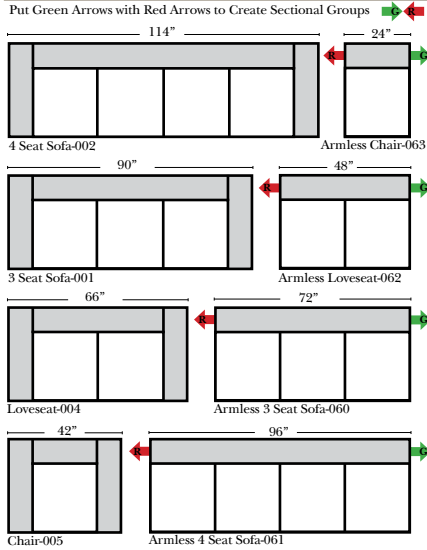 Put Green Arrows with Red Arrows to Create Sectional Groups G R
114” 24”
R G
4 Seat Sofa-002 Armless Chair-063
90” 48”
R G
3 Seat Sofa-001 Armless Loveseat-062
66” 72”
R G
Loveseat-004 Armless 3 Seat Sofa-060
42” 96”
R G
Chair-005 Armless 4 Seat Sofa-061